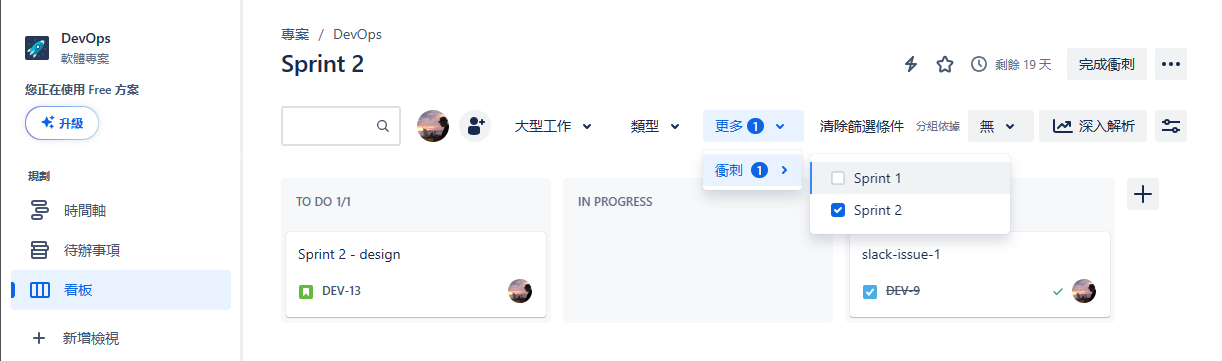 DevOps
軟體專案
您正在使用 Free 方案
升級
規劃
時間軸
待辦事項
看板
新增檢視
專案 / DevOps
Sprint 2
剩餘 19 天
完成衝刺
大型工作
類型
更多 1
清除篩選條件
分組依據
無
深入解析
衝刺 1
Sprint 1
Sprint 2
TO DO 1/1
IN PROGRESS
Sprint 2 - design
DEV-13
slack-issue-1
DEV-9